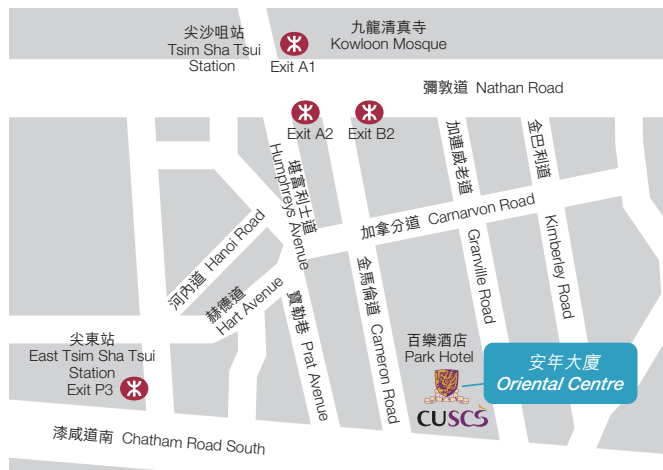 尖沙咀站
Tsim Sha Tsui
Station
Exit A1
九龍清真寺
Kowloon Mosque
彌敦道 Nathan Road
Exit A2
Exit B2
堪富利士道
Humphreys Avenue
加連威老道
Granville Road
金巴利道
Kimberley Road
加拿分道 Carnarvon Road
河內道 Hanoi Road
赫德道
Hart Avenue
寶勒巷 Prat Avenue
金馬倫道 Cameron Road
尖東站
East Tsim Sha Tsui
Station
Exit P3
百樂酒店
Park Hotel
安年大廈
Oriental Centre
CUSCS
漆咸道南 Chatham Road South